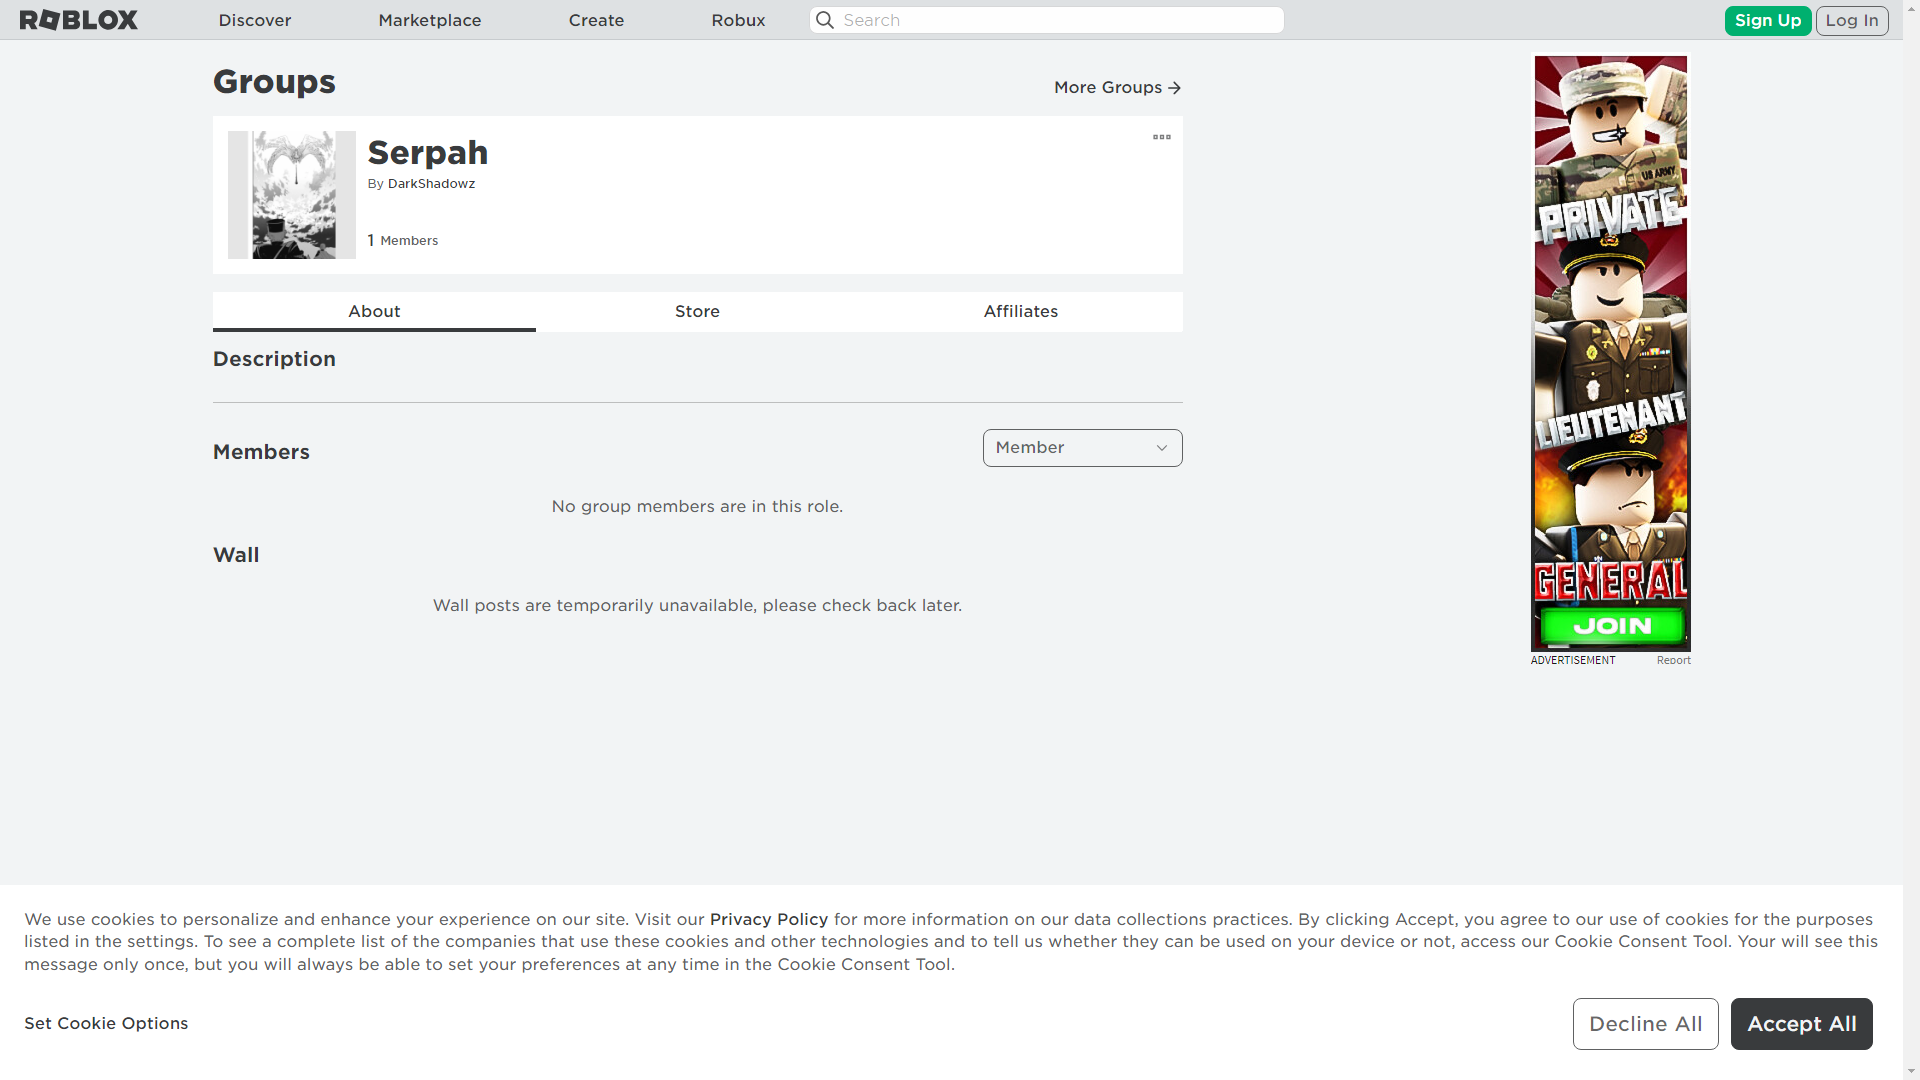 ROBLOX Discover Marketplace Create Robux Search Sign Up Log In
Groups
More Groups
Serpah
By DarkShadowz
1 Members
About Store Affiliates
Description
Members
Member
No group members are in this role.
Wall
Wall posts are temporarily unavailable, please check back later.
US ARMY
PRIVATE
LIEUTENANT
GENERAL
JOIN
ADVERTISEMENT Report
We use cookies to personalize and enhance your experience on our site. Visit our Privacy Policy for more information on our data collections practices. By clicking Accept, you agree to our use of cookies for the purposes
listed in the settings. To see a complete list of the companies that use these cookies and other technologies and to tell us whether they can be used on your device or not, access our Cookie Consent Tool. Your will see this
message only once, but you will always be able to set your preferences at any time in the Cookie Consent Tool.
Set Cookie Options
Decline All
Accept All